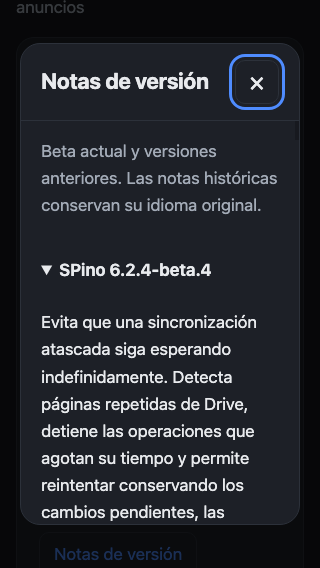 anuncios
Notas de versión
×
Beta actual y versiones
anteriores. Las notas históricas
conservan su idioma original.
▼ SPino 6.2.4-beta.4
Evita que una sincronización
atascada siga esperando
indefinidamente. Detecta
páginas repetidas de Drive,
detiene las operaciones que
agotan su tiempo y permite
reintentar conservando los
cambios pendientes, las
Notas de versión